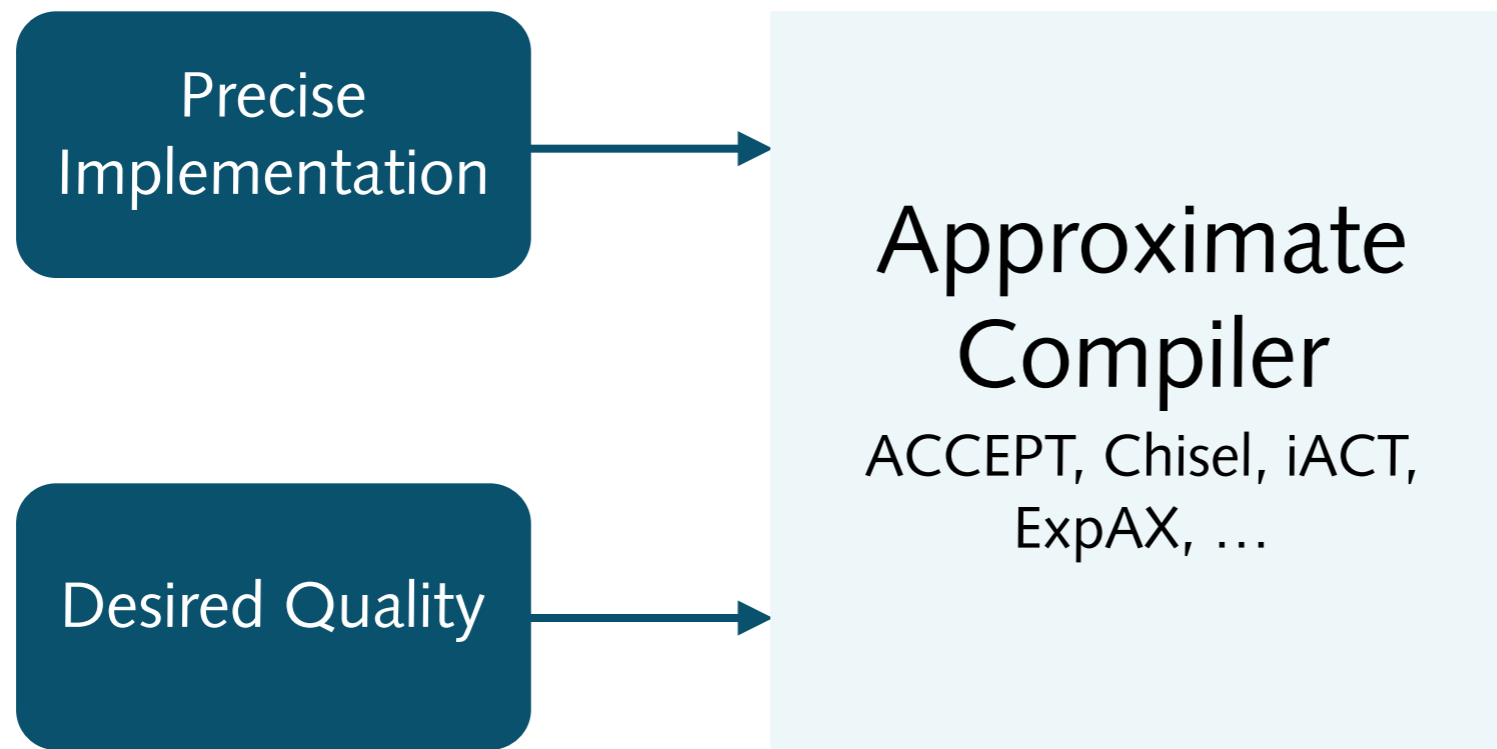 Precise
Implementation
Desired Quality
Approximate
Compiler
ACCEPT, Chisel, iACT,
ExpAX, …